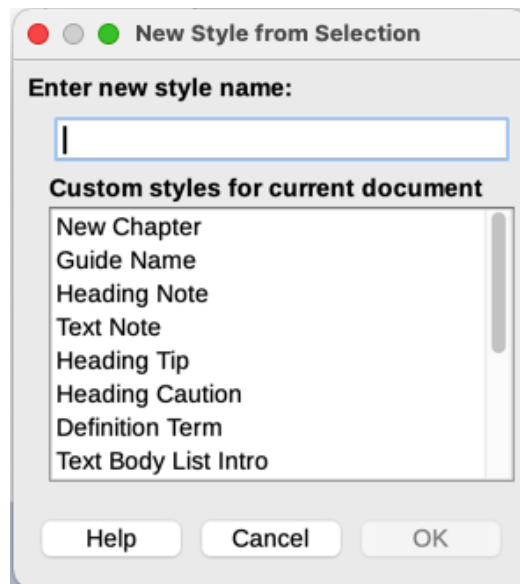 New Style from Selection
Enter new style name:
Custom styles for current document
New Chapter
Guide Name
Heading Note
Text Note
Heading Tip
Heading Caution
Definition Term
Text Body List Intro
Help Cancel OK